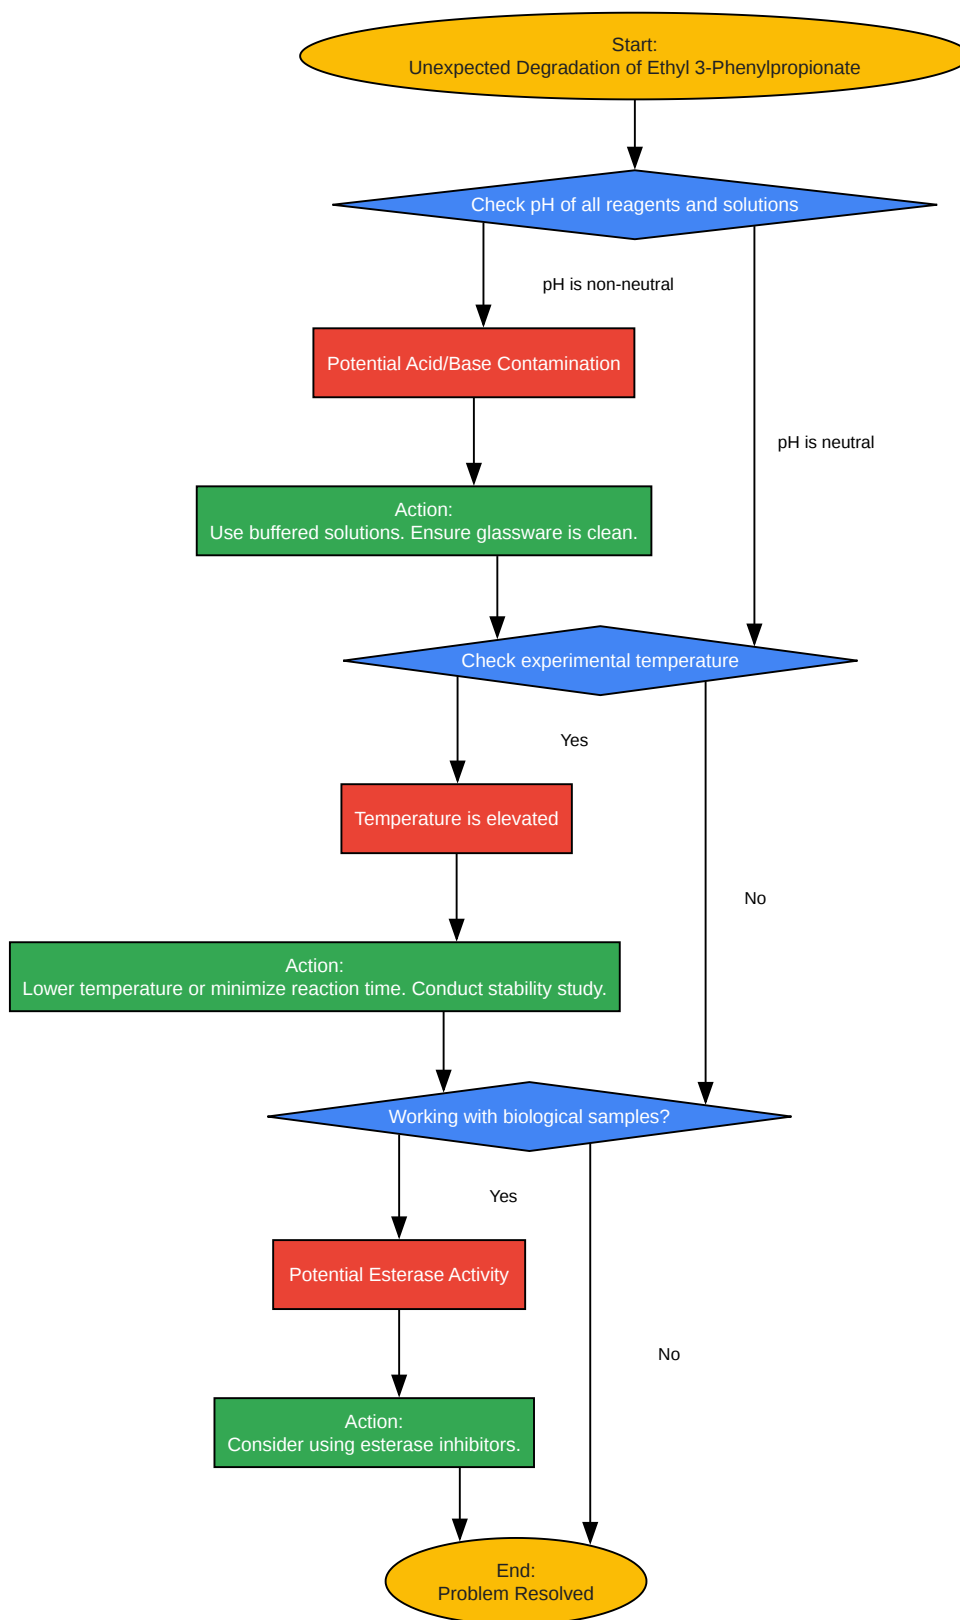 Start:
Unexpected Degradation of Ethyl 3-Phenylpropionate
Check pH of all reagents and solutions
pH is non-neutral
Potential Acid/Base Contamination
pH is neutral
Action:
Use buffered solutions. Ensure glassware is clean.
Check experimental temperature
Yes
Temperature is elevated
No
Action:
Lower temperature or minimize reaction time. Conduct stability study.
Working with biological samples?
Yes
Potential Esterase Activity
No
Action:
Consider using esterase inhibitors.
End:
Problem Resolved